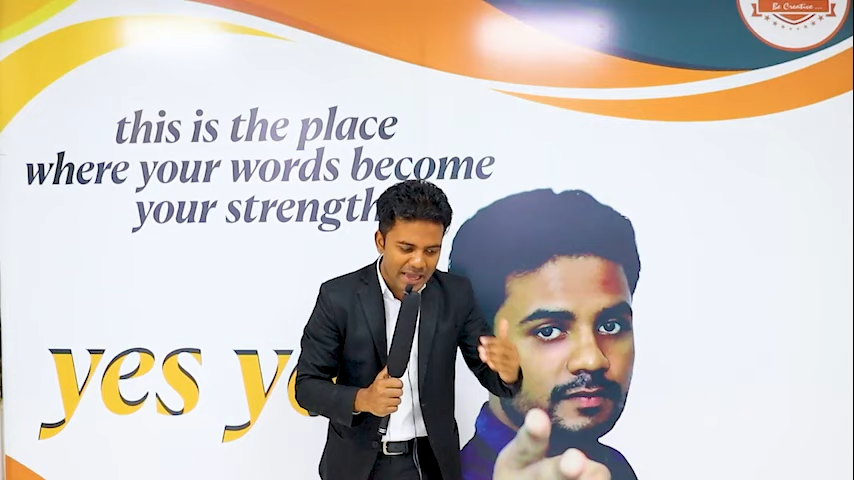 Be Creative ...
this is the place
where your words become
your strength
yes